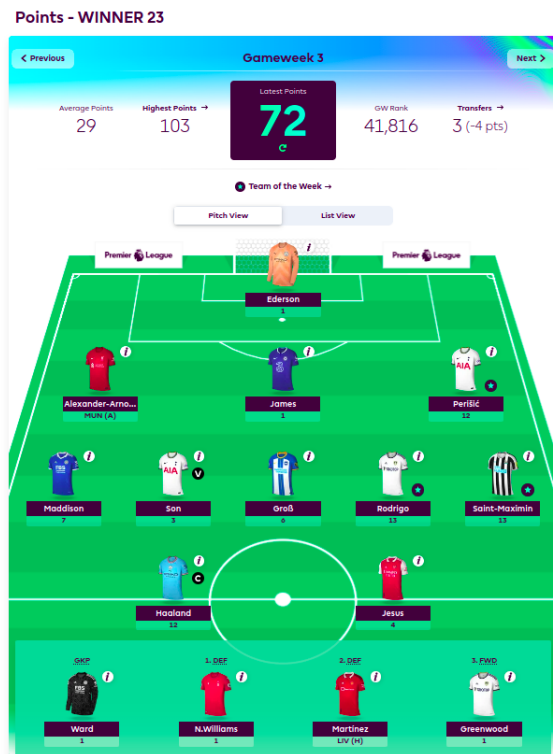 Points - WINNER 23
Previous
Gameweek 3
Next
Average Points
29
Highest Points →
103
Latest Points
72
GW Rank
41,816
Transfers →
3 (-4 pts)
Team of the Week →
Pitch View
List View
Premier League
Premier League
Ederson
1
Alexander-Arno...
MUN (A)
James
1
Perišić
12
Maddison
7
Son
V
3
Groß
6
Rodrigo
13
Saint-Maximin
13
Haaland
C
12
Jesus
4
GKP
1. DEF
2. DEF
3. FWD
Ward
1
N.Williams
1
Martinez
LIV (H)
Greenwood
1